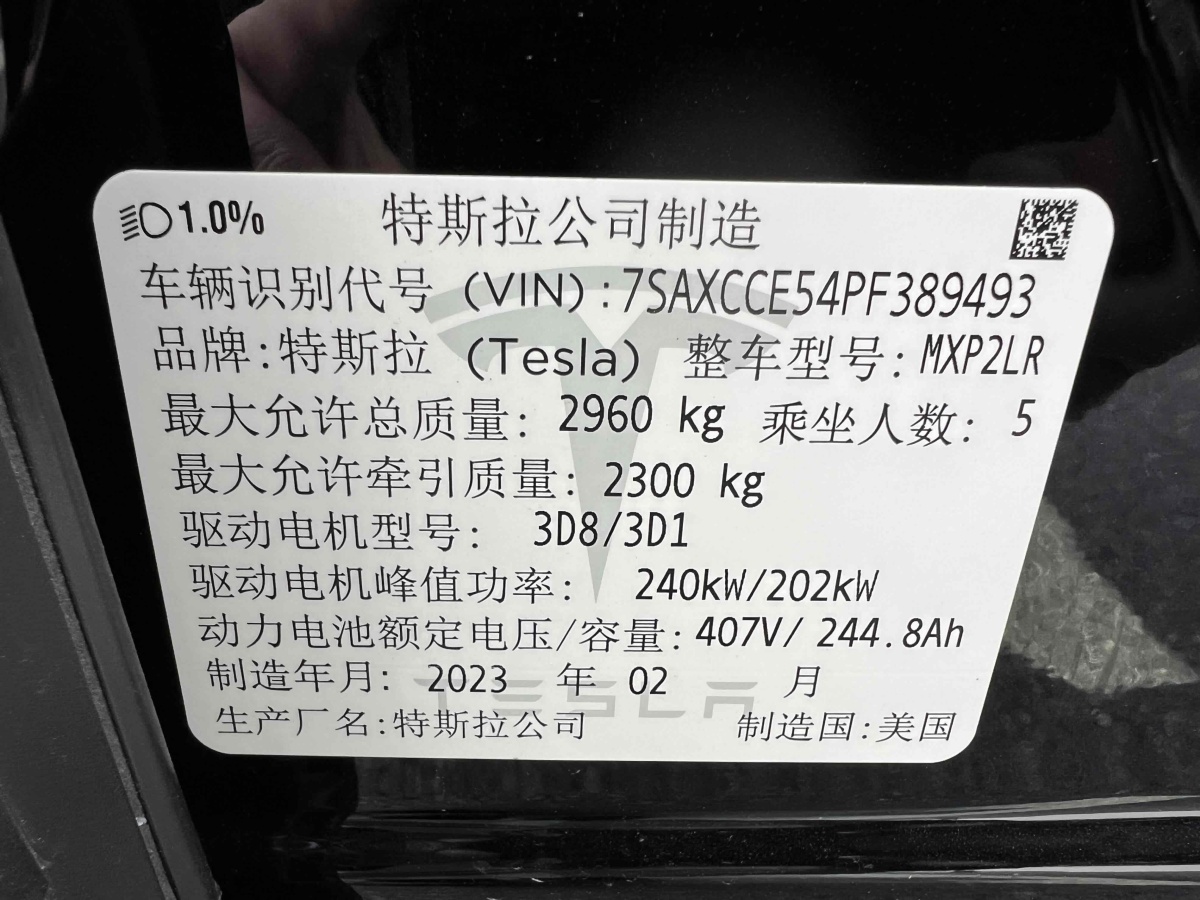 1.0% 特斯拉公司制造
车辆识别代号 (VIN):7SAXCCE54PF389493
品牌:特斯拉 (Tesla) 整车型号:MXP2LR
最大允许总质量: 2960 kg 乘坐人数: 5
最大允许牵引质量: 2300 kg
驱动电机型号: 3D8/3D1
驱动电机峰值功率: 240kW/202kW
动力电池额定电压/容量:407V/ 244.8Ah
制造年月: 2023 年 02 月
TESLA
生产厂名:特斯拉公司 制造国:美国